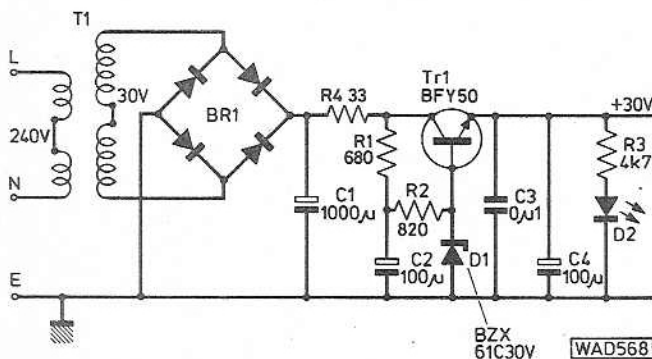 T1
L
240V
N
E
30V
BR1
R4 33
C1
1000µ
R1
680
R2
820
C2
100µ
Tr1
BFY50
D1
BZX
61C30V
C3
0µ1
C4
100µ
+30V
R3
4k7
D2
WAD568